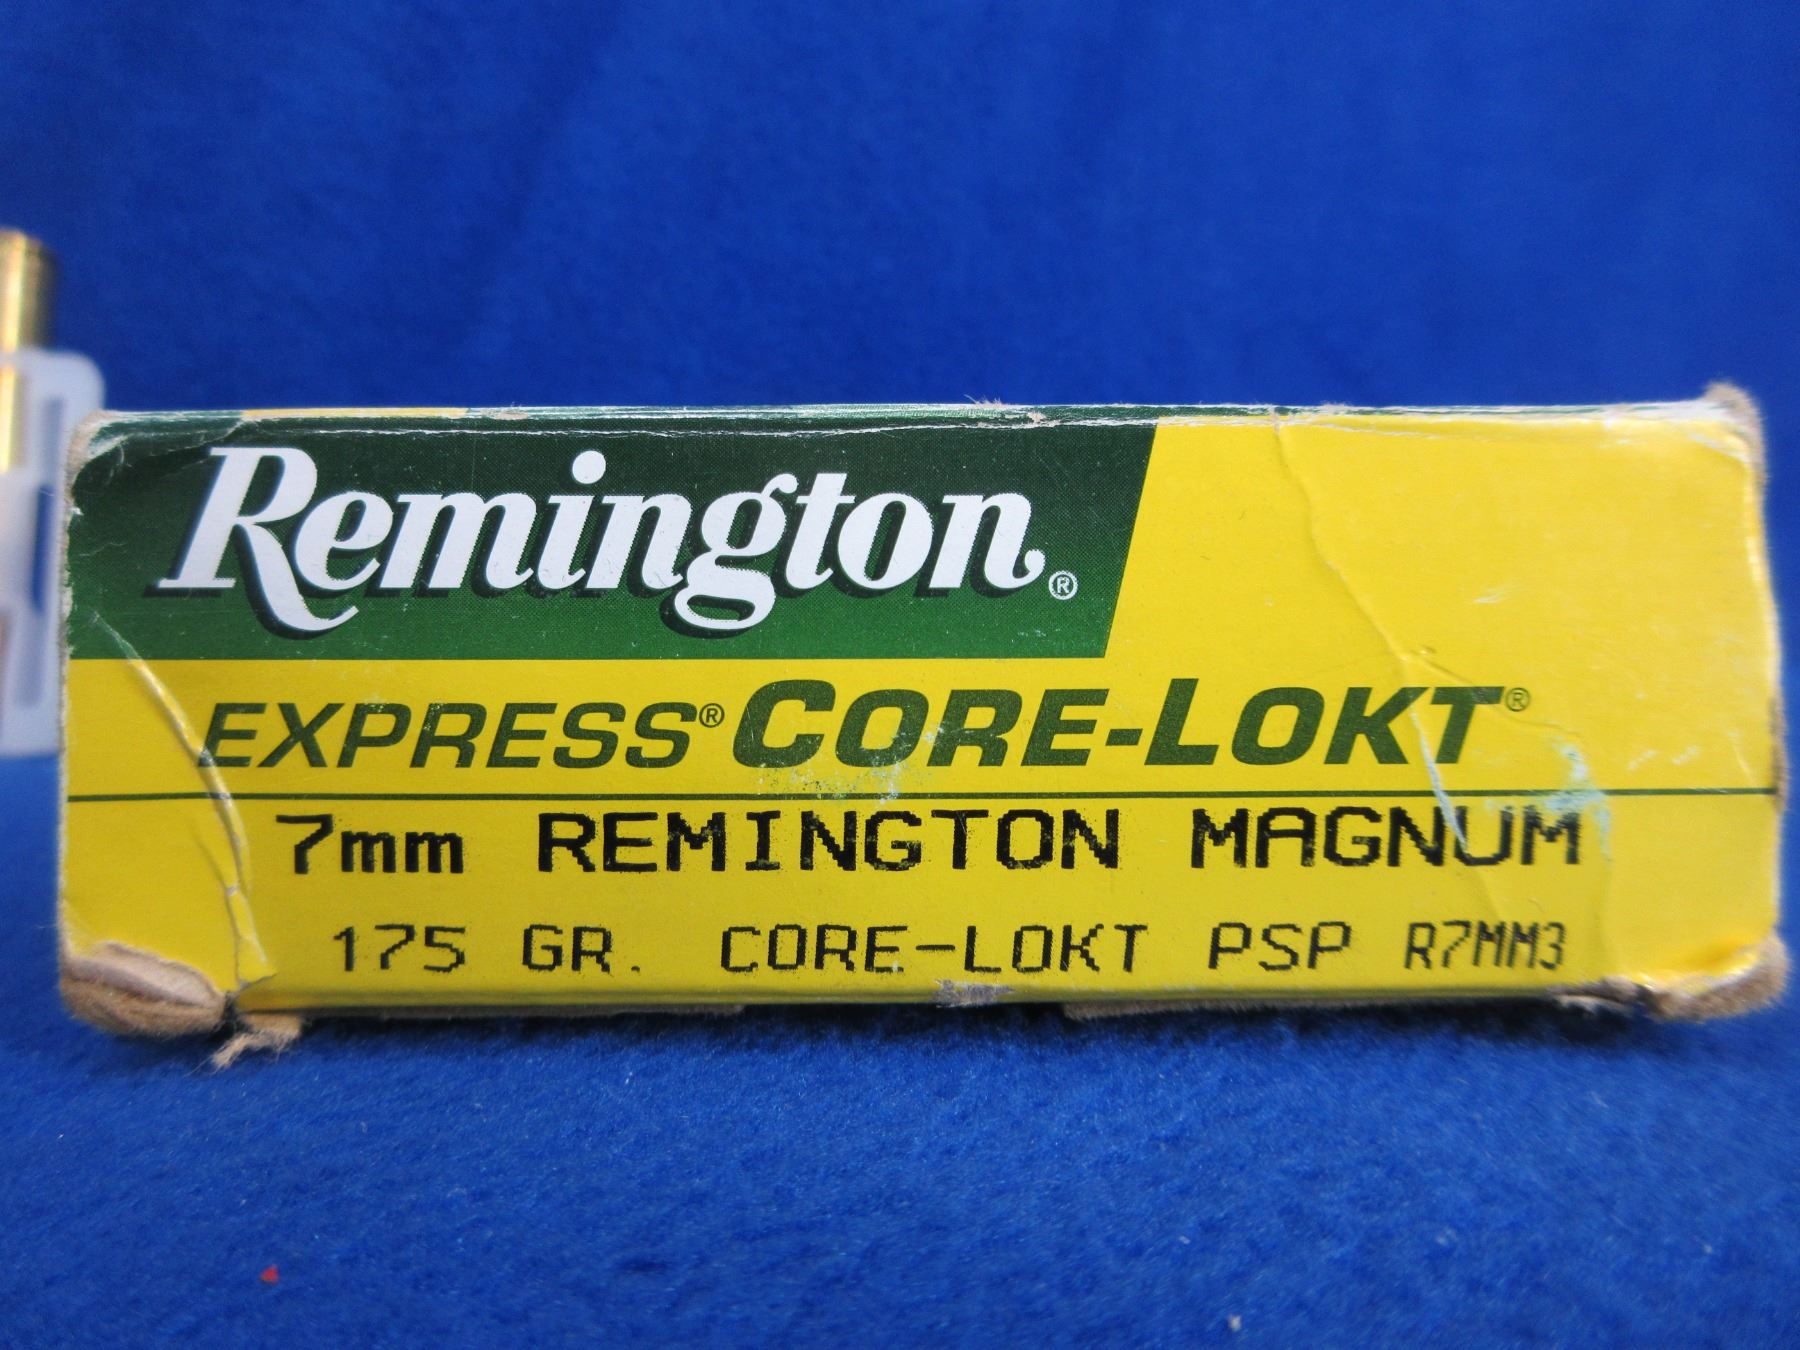 Remington®
EXPRESS® CORE-LOKT®
7mm REMINGTON MAGNUM
175 GR. CORE-LOKT PSP R7MM3